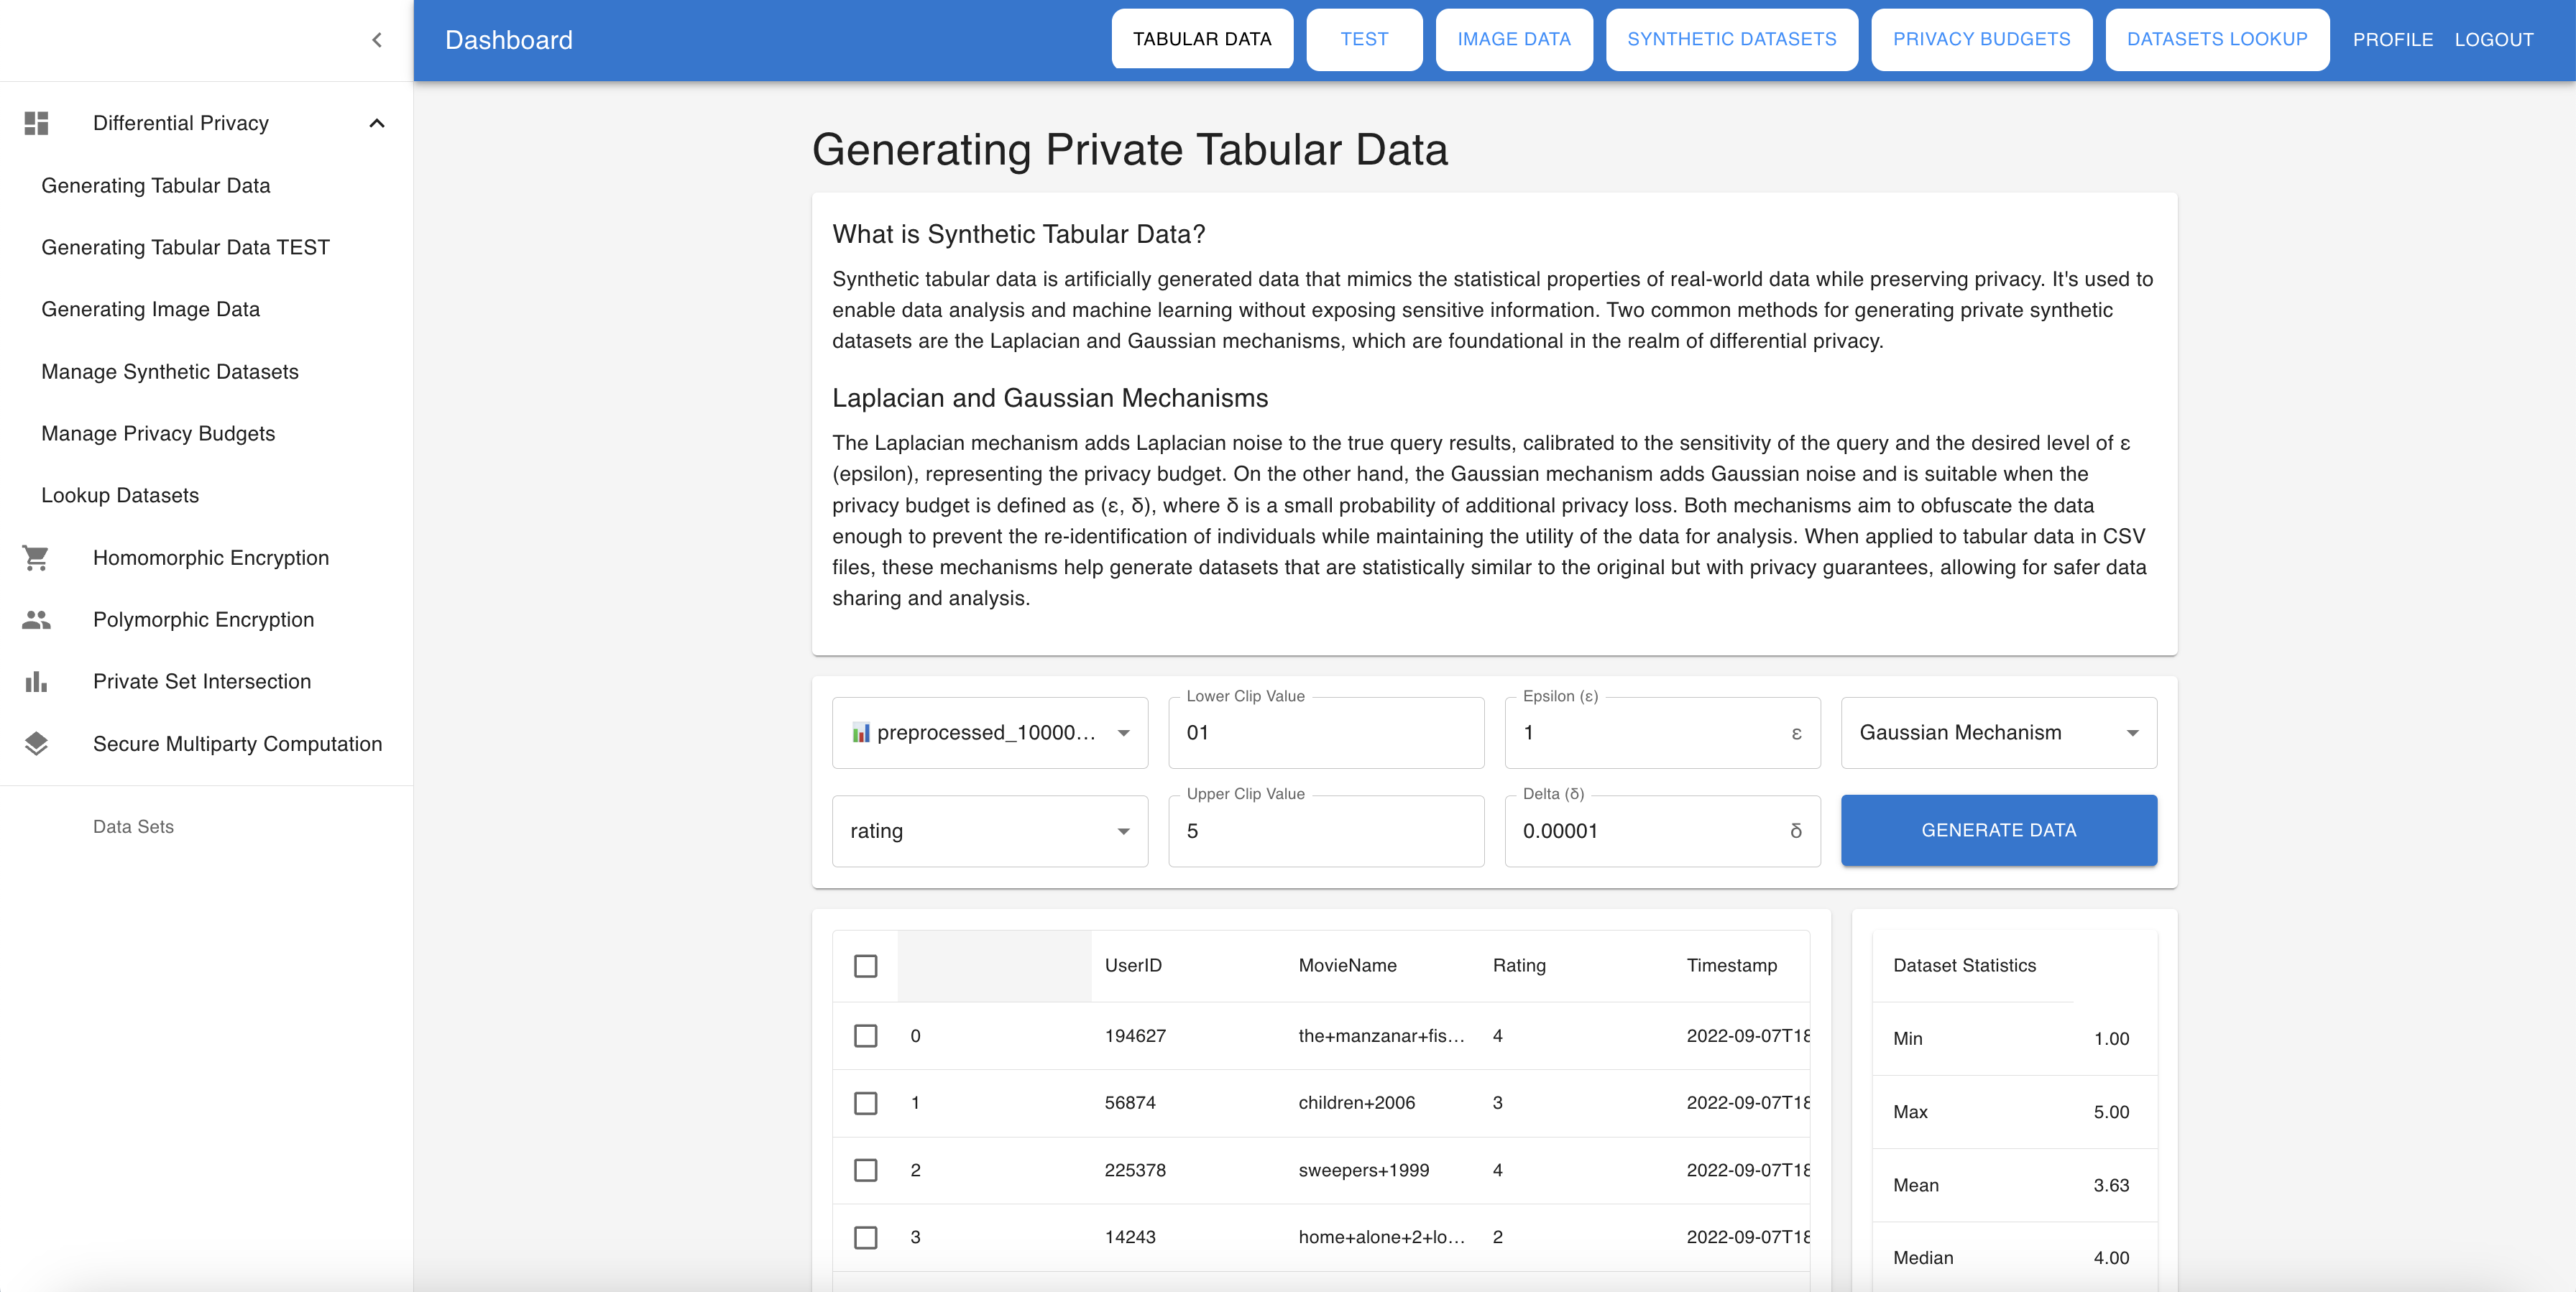 Dashboard
TABULAR DATA
TEST
IMAGE DATA
SYNTHETIC DATASETS
PRIVACY BUDGETS
DATASETS LOOKUP
PROFILE
LOGOUT
Differential Privacy
Generating Tabular Data
Generating Tabular Data TEST
Generating Image Data
Manage Synthetic Datasets
Manage Privacy Budgets
Lookup Datasets
Homomorphic Encryption
Polymorphic Encryption
Private Set Intersection
Secure Multiparty Computation
Data Sets
Generating Private Tabular Data
What is Synthetic Tabular Data?
Synthetic tabular data is artificially generated data that mimics the statistical properties of real-world data while preserving privacy. It's used to
enable data analysis and machine learning without exposing sensitive information. Two common methods for generating private synthetic
datasets are the Laplacian and Gaussian mechanisms, which are foundational in the realm of differential privacy.
Laplacian and Gaussian Mechanisms
The Laplacian mechanism adds Laplacian noise to the true query results, calibrated to the sensitivity of the query and the desired level of ε
(epsilon), representing the privacy budget. On the other hand, the Gaussian mechanism adds Gaussian noise and is suitable when the
privacy budget is defined as (ε, δ), where δ is a small probability of additional privacy loss. Both mechanisms aim to obfuscate the data
enough to prevent the re-identification of individuals while maintaining the utility of the data for analysis. When applied to tabular data in CSV
files, these mechanisms help generate datasets that are statistically similar to the original but with privacy guarantees, allowing for safer data
sharing and analysis.
preprocessed_10000...
Lower Clip Value
01
Epsilon (ε)
1 ε
Gaussian Mechanism
rating
Upper Clip Value
5
Delta (δ)
0.00001 δ
GENERATE DATA
UserID MovieName Rating Timestamp
0 194627 the+manzanar+fis... 4 2022-09-07T18
1 56874 children+2006 3 2022-09-07T18
2 225378 sweepers+1999 4 2022-09-07T18
3 14243 home+alone+2+lo... 2 2022-09-07T18
Dataset Statistics
Min 1.00
Max 5.00
Mean 3.63
Median 4.00